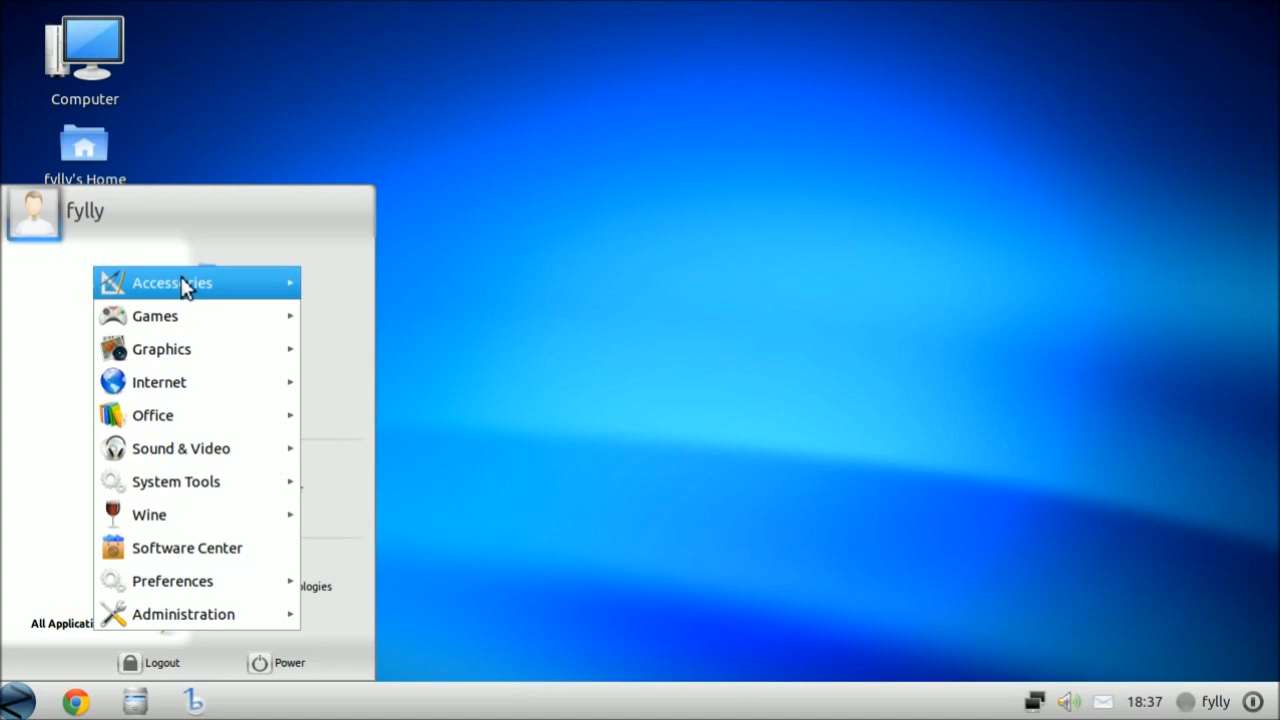 Computer
fylly's Home
fylly
Accessories
Games
Graphics
Internet
Office
Sound & Video
System Tools
Wine
Software Center
Preferences
ologies
Administration
All Applicati
Logout
Power
18:37
fylly